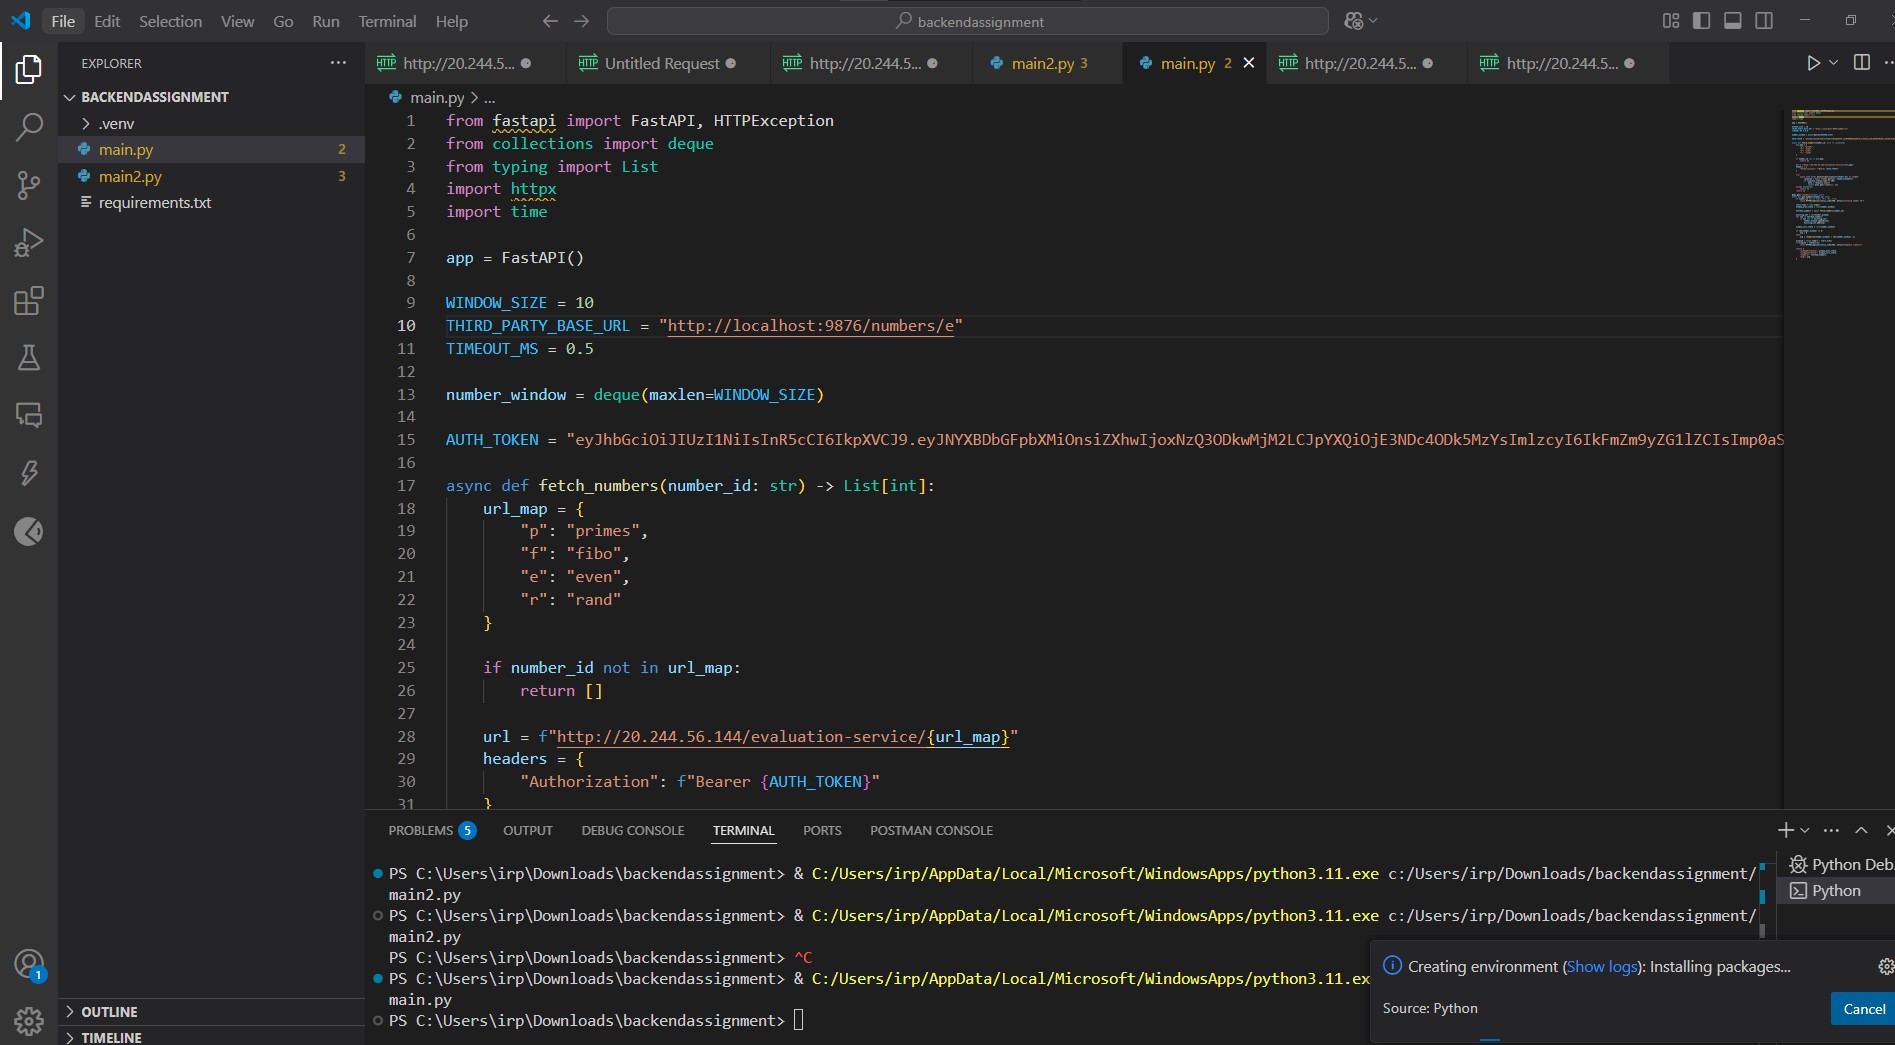 File Edit Selection View Go Run Terminal Help
backendassignment
EXPLORER
http://20.244.5...
Untitled Request
http://20.244.5...
main2.py 3
main.py 2
http://20.244.5...
http://20.244.5...
BACKENDASSIGNMENT
.venv
main.py 2
main2.py 3
requirements.txt
main.py > ...
1 from fastapi import FastAPI, HTTPException
2 from collections import deque
3 from typing import List
4 import httpx
5 import time
6
7 app = FastAPI()
8
9 WINDOW_SIZE = 10
10 THIRD_PARTY_BASE_URL = "http://localhost:9876/numbers/e"
11 TIMEOUT_MS = 0.5
12
13 number_window = deque(maxlen=WINDOW_SIZE)
14
15 AUTH_TOKEN = "eyJhbGciOiJIUzI1NiIsInR5cCI6IkpXVCJ9.eyJNYXBDbGFpbXMiOnsiZXhwIjoxNzQ3ODkwMjM2LCJpYXQiOjE3NDc4ODk5MzYsImlzcyI6IkFmZm9yZG1lZCIsImp0aS
16
17 async def fetch_numbers(number_id: str) -> List[int]:
18 url_map = {
19 "p": "primes",
20 "f": "fibo",
21 "e": "even",
22 "r": "rand"
23 }
24
25 if number_id not in url_map:
26 return []
27
28 url = f"http://20.244.56.144/evaluation-service/{url_map}"
29 headers = {
30 "Authorization": f"Bearer {AUTH_TOKEN}"
31 }
PROBLEMS 5 OUTPUT DEBUG CONSOLE TERMINAL PORTS POSTMAN CONSOLE
PS C:\Users\irp\Downloads\backendassignment> & C:/Users/irp/AppData/Local/Microsoft/WindowsApps/python3.11.exe c:/Users/irp/Downloads/backendassignment/
main2.py
PS C:\Users\irp\Downloads\backendassignment> & C:/Users/irp/AppData/Local/Microsoft/WindowsApps/python3.11.exe c:/Users/irp/Downloads/backendassignment/
main2.py
PS C:\Users\irp\Downloads\backendassignment> ^C
PS C:\Users\irp\Downloads\backendassignment> & C:/Users/irp/AppData/Local/Microsoft/WindowsApps/python3.11.ex
main.py
PS C:\Users\irp\Downloads\backendassignment>
Python Deb
Python
Creating environment (Show logs): Installing packages...
Source: Python
Cancel
1
OUTLINE
TIMELINE